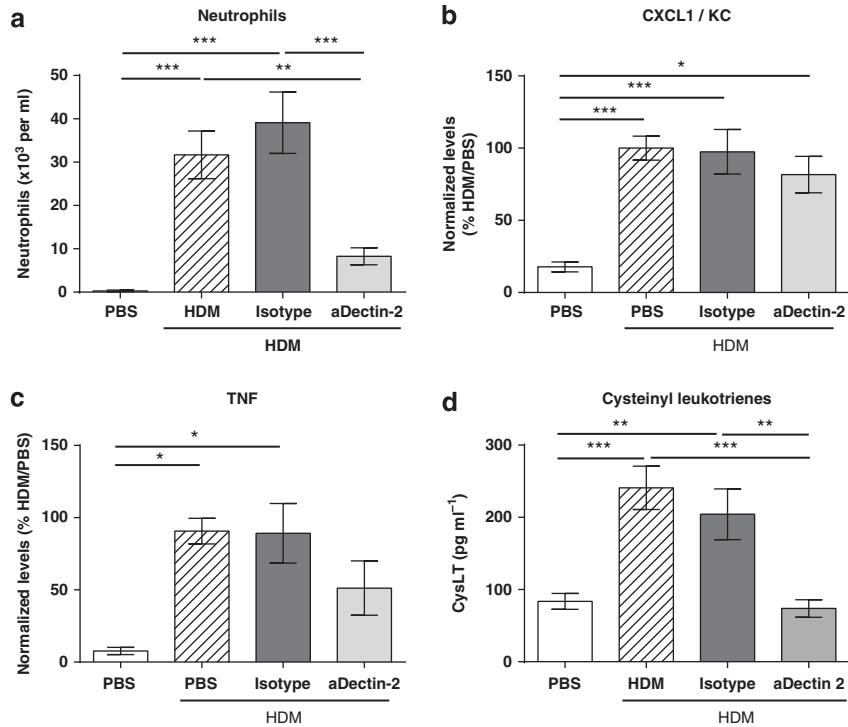 a
Neutrophils
***
***
***
**
Neutrophils (x10³ per ml)
50
40
30
20
10
0
PBS HDM Isotype aDectin-2
HDM
b
CXCL1 / KC
*
***
***
Normalized levels
(% HDM/PBS)
150
100
50
0
PBS PBS Isotype aDectin-2
HDM
c
TNF
*
*
Normalized levels (% HDM/PBS)
150
100
50
0
PBS PBS Isotype aDectin-2
HDM
d
Cysteinyl leukotrienes
**
**
***
***
CysLT (pg ml⁻¹)
300
200
100
0
PBS HDM Isotype aDectin 2
HDM